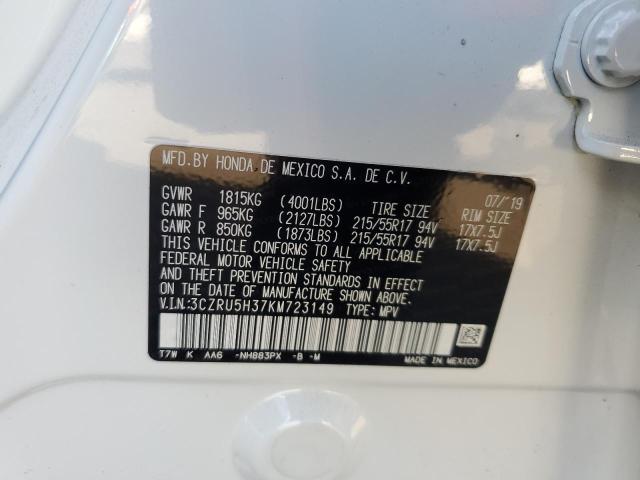 MFD.BY HONDA DE MEXICO S.A. DE C.V.
07/'19
GVWR 1815KG (4001LBS) TIRE SIZE RIM SIZE
GAWR F 965KG (2127LBS) 215/55R17 94V 17X7.5J
GAWR R 850KG (1873LBS) 215/55R17 94V 17X7.5J
THIS VEHICLE CONFORMS TO ALL APPLICABLE
FEDERAL MOTOR VEHICLE SAFETY
AND THEFT PREVENTION STANDARDS IN EFFECT
ON THE DATE OF MANUFACTURE SHOWN ABOVE.
V.I.N:3CZRU5H37KM723149 TYPE: MPV
T7W K AA6 -NH883PX -B -M MADE IN MEXICO